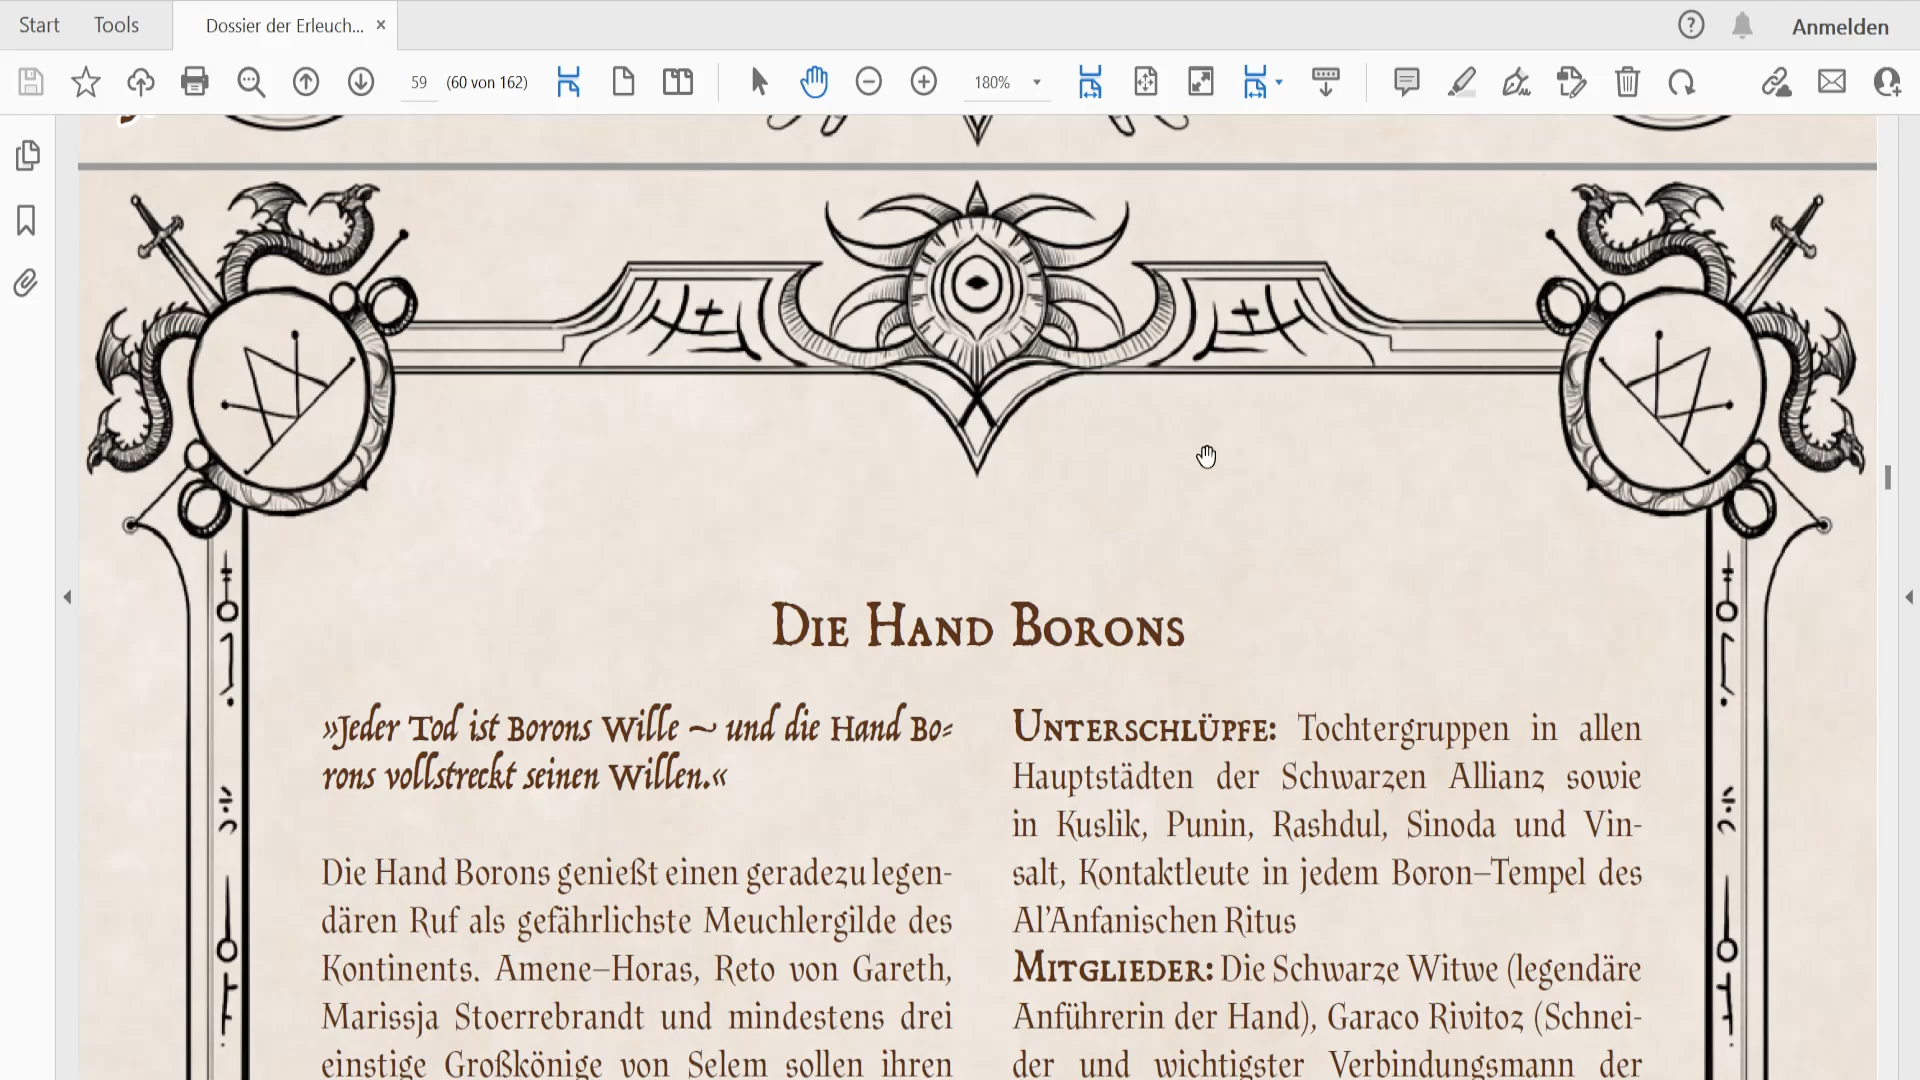 Start
Tools
Dossier der Erleuch...
Anmelden
59
(60 von 162)
180%
Die Hand Borons
»Jeder Tod ist Borons Wille ~ und die Hand Bo-
rons vollstreckt seinen Willen.«
Die Hand Borons genießt einen geradezu legen-
dären Ruf als gefährlichste Meuchlergilde des
Kontinents. Amene–Horas, Reto von Gareth,
Marissja Stoerrebrandt und mindestens drei
einstige Großkönige von Selem sollen ihren
Unterschlüpfe: Tochtergruppen in allen
Hauptstädten der Schwarzen Allianz sowie
in Kuslik, Punin, Rashdul, Sinoda und Vin-
salt, Kontaktleute in jedem Boron–Tempel des
Al'Anfanischen Ritus
Mitglieder: Die Schwarze Witwe (legendäre
Anführerin der Hand), Garaco Rivitoz (Schnei-
der und wichtigster Verbindungsmann der